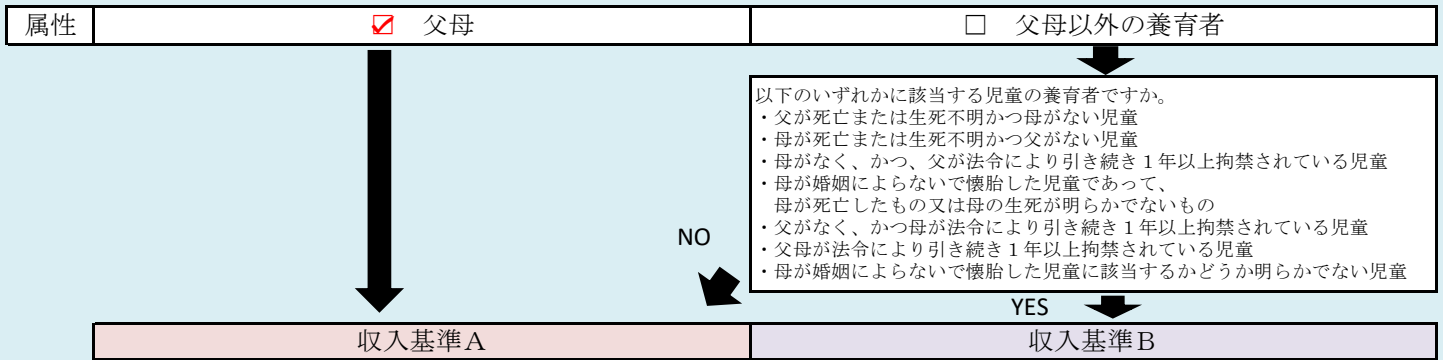 属性
☑ 父母
□ 父母以外の養育者
以下のいずれかに該当する児童の養育者ですか。
・父が死亡または生死不明かつ母がない児童
・母が死亡または生死不明かつ父がない児童
・母がなく、かつ、父が法令により引き続き１年以上拘禁されている児童
・母が婚姻によらないで懐胎した児童であって、
母が死亡したもの又は母の生死が明らかでないもの
・父がなく、かつ母が法令により引き続き１年以上拘禁されている児童
・父母が法令により引き続き１年以上拘禁されている児童
・母が婚姻によらないで懐胎した児童に該当するかどうか明らかでない児童
NO
YES
収入基準Ａ
収入基準Ｂ